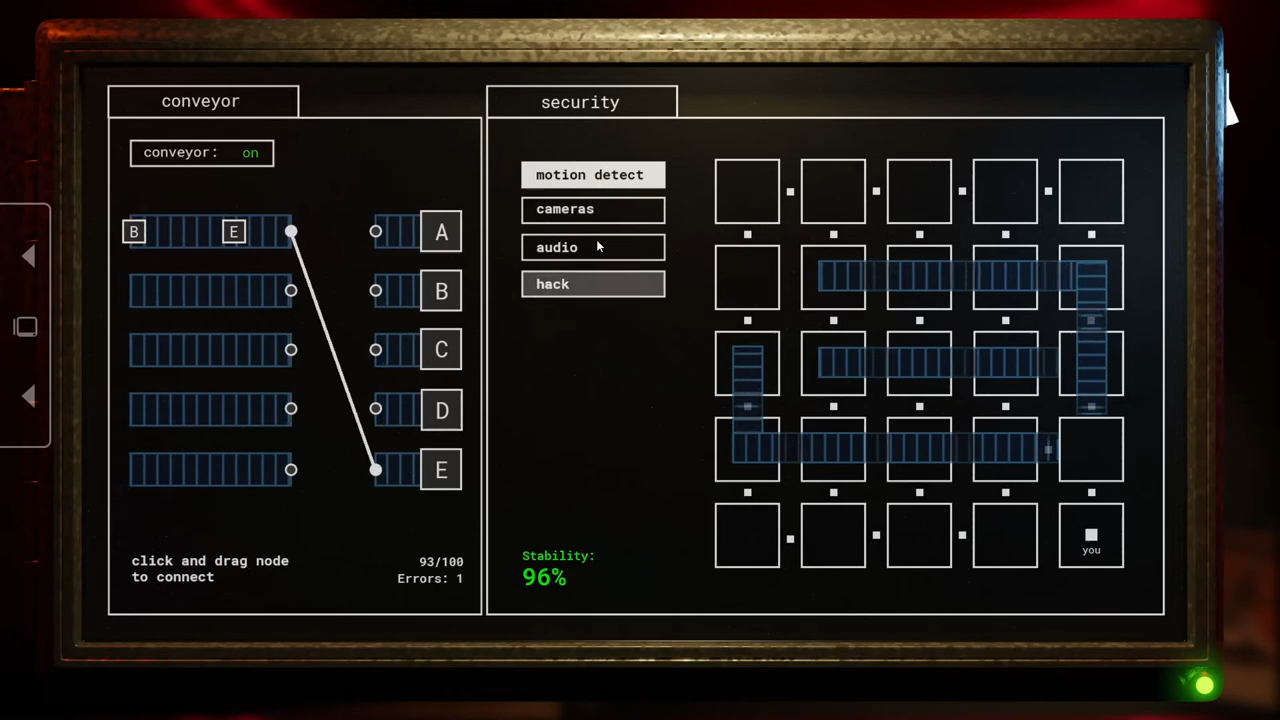 conveyor
conveyor: on
B
E
A
B
C
D
E
click and drag node
to connect
93/100
Errors: 1
security
motion detect
cameras
audio
hack
Stability:
96%
you